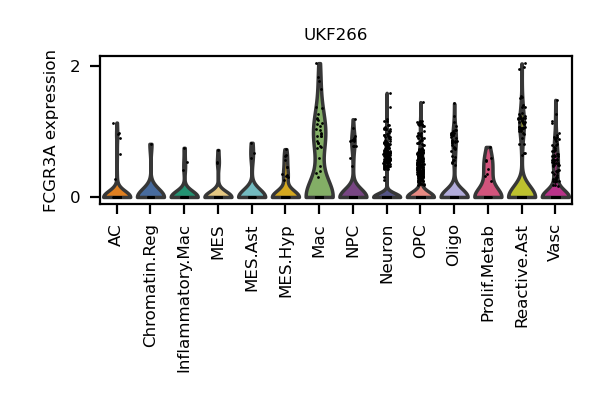 UKF266
FCGR3A expression
2
0
AC
Chromatin.Reg
Inflammatory.Mac
MES
MES.Ast
MES.Hyp
Mac
NPC
Neuron
OPC
Oligo
Prolif.Metab
Reactive.Ast
Vasc